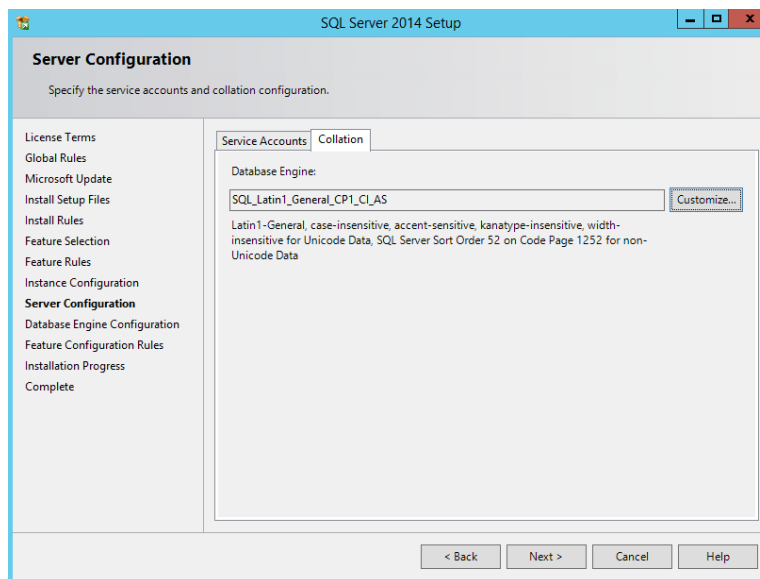 SQL Server 2014 Setup
Server Configuration
Specify the service accounts and collation configuration.
License Terms
Global Rules
Microsoft Update
Install Setup Files
Install Rules
Feature Selection
Feature Rules
Instance Configuration
Server Configuration
Database Engine Configuration
Feature Configuration Rules
Installation Progress
Complete
Service Accounts Collation
Database Engine:
SQL_Latin1_General_CP1_CI_AS Customize...
Latin1-General, case-insensitive, accent-sensitive, kanatype-insensitive, width-
insensitive for Unicode Data, SQL Server Sort Order 52 on Code Page 1252 for non-
Unicode Data
< Back Next > Cancel Help